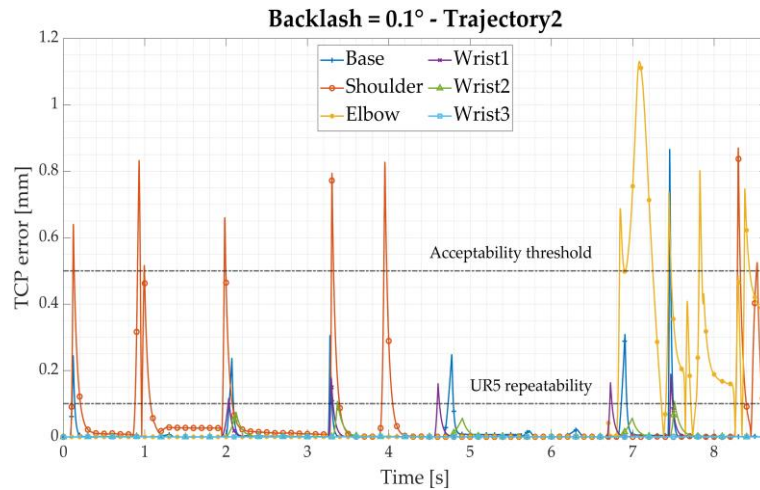 Backlash = 0.1° - Trajectory2
1.2
1
0.8
0.6
0.4
0.2
0
TCP error [mm]
Base
Shoulder
Elbow
Wrist1
Wrist2
Wrist3
Acceptability threshold
UR5 repeatability
0 1 2 3 4 5 6 7 8
Time [s]